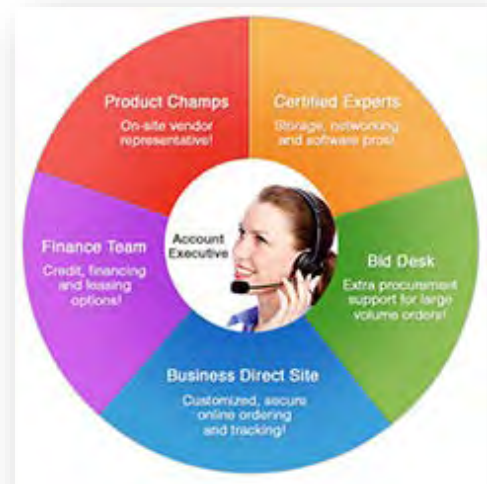 Product Champs
On-site vendor
representative!
Certified Experts
Storage, networking
and software pros!
Finance Team
Credit, financing
and leasing
options!
Account
Executive
Bid Desk
Extra procurement
support for large
volume orders!
Business Direct Site
Customized, secure
online ordering
and tracking!